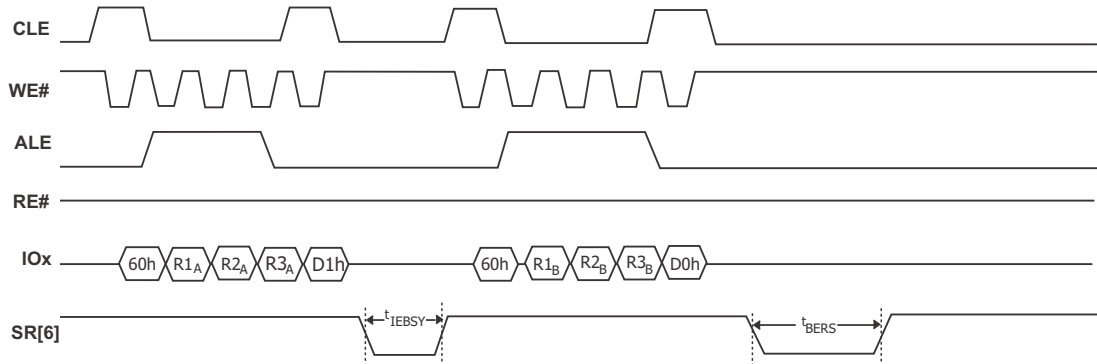 CLE
WE#
ALE
RE#
IOx 60h R1A R2A R3A D1h 60h R1B R2B R3B D0h
SR[6] tIEBSY tBERS